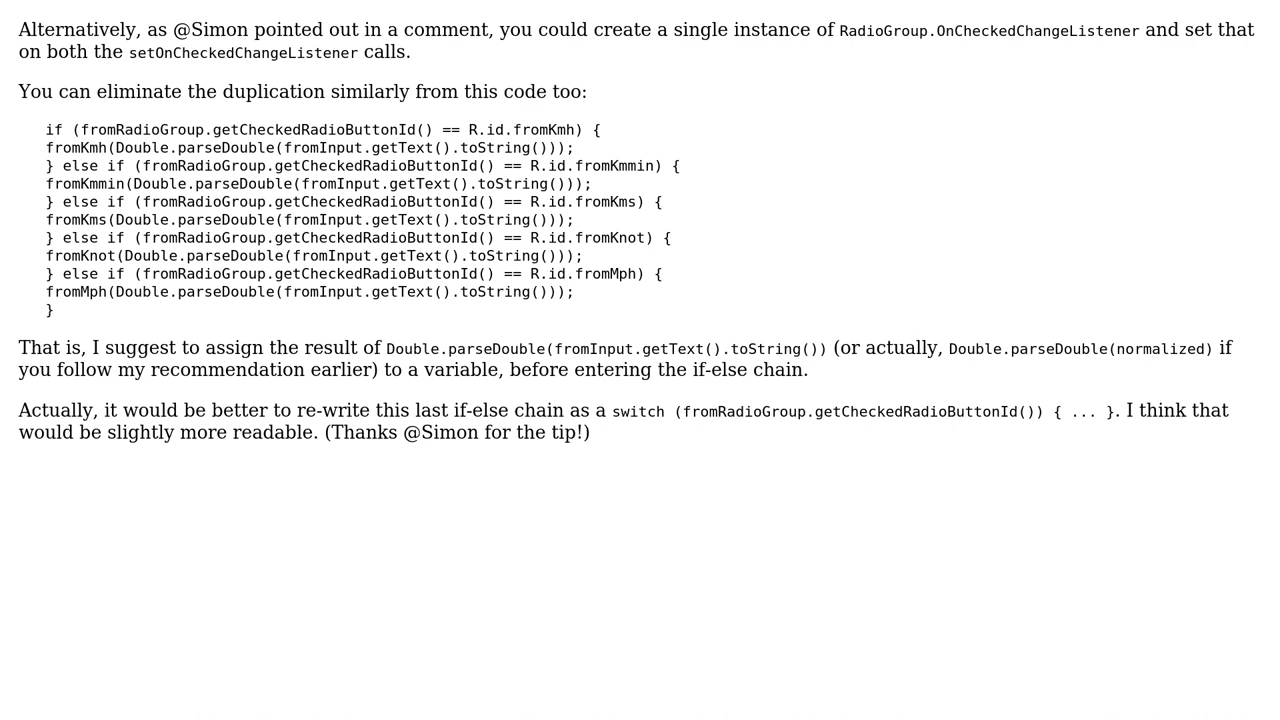 Alternatively, as @Simon pointed out in a comment, you could create a single instance of RadioGroup.OnCheckedChangeListener and set that
on both the setOnCheckedChangeListener calls.
You can eliminate the duplication similarly from this code too:
if (fromRadioGroup.getCheckedRadioButtonId() == R.id.fromKmh) {
fromKmh(Double.parseDouble(fromInput.getText().toString()));
} else if (fromRadioGroup.getCheckedRadioButtonId() == R.id.fromKmmin) {
fromKmmin(Double.parseDouble(fromInput.getText().toString()));
} else if (fromRadioGroup.getCheckedRadioButtonId() == R.id.fromKms) {
fromKms(Double.parseDouble(fromInput.getText().toString()));
} else if (fromRadioGroup.getCheckedRadioButtonId() == R.id.fromKnot) {
fromKnot(Double.parseDouble(fromInput.getText().toString()));
} else if (fromRadioGroup.getCheckedRadioButtonId() == R.id.fromMph) {
fromMph(Double.parseDouble(fromInput.getText().toString()));
}
That is, I suggest to assign the result of Double.parseDouble(fromInput.getText().toString()) (or actually, Double.parseDouble(normalized) if
you follow my recommendation earlier) to a variable, before entering the if-else chain.
Actually, it would be better to re-write this last if-else chain as a switch (fromRadioGroup.getCheckedRadioButtonId()) { ... }. I think that
would be slightly more readable. (Thanks @Simon for the tip!)